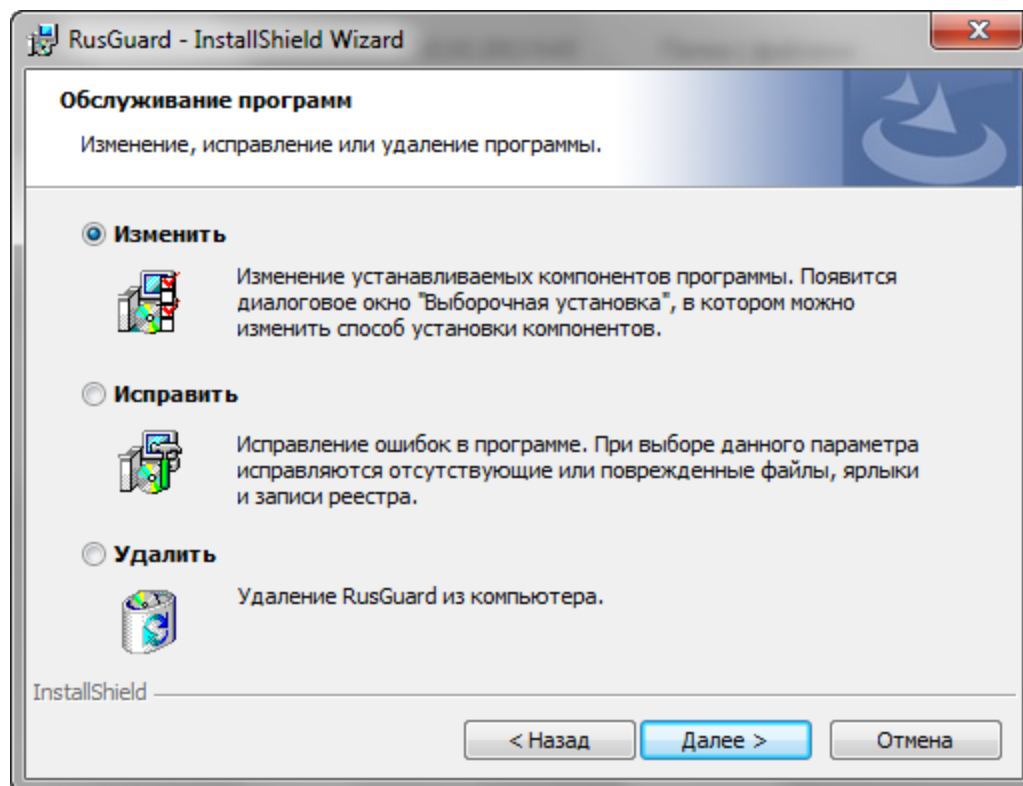 RusGuard - InstallShield Wizard
Обслуживание программ
Изменение, исправление или удаление программы.
Изменить
Изменение устанавливаемых компонентов программы. Появится
диалоговое окно "Выборочная установка", в котором можно
изменить способ установки компонентов.
Исправить
Исправление ошибок в программе. При выборе данного параметра
исправляются отсутствующие или поврежденные файлы, ярлыки
и записи реестра.
Удалить
Удаление RusGuard из компьютера.
InstallShield
< Назад
Далее >
Отмена